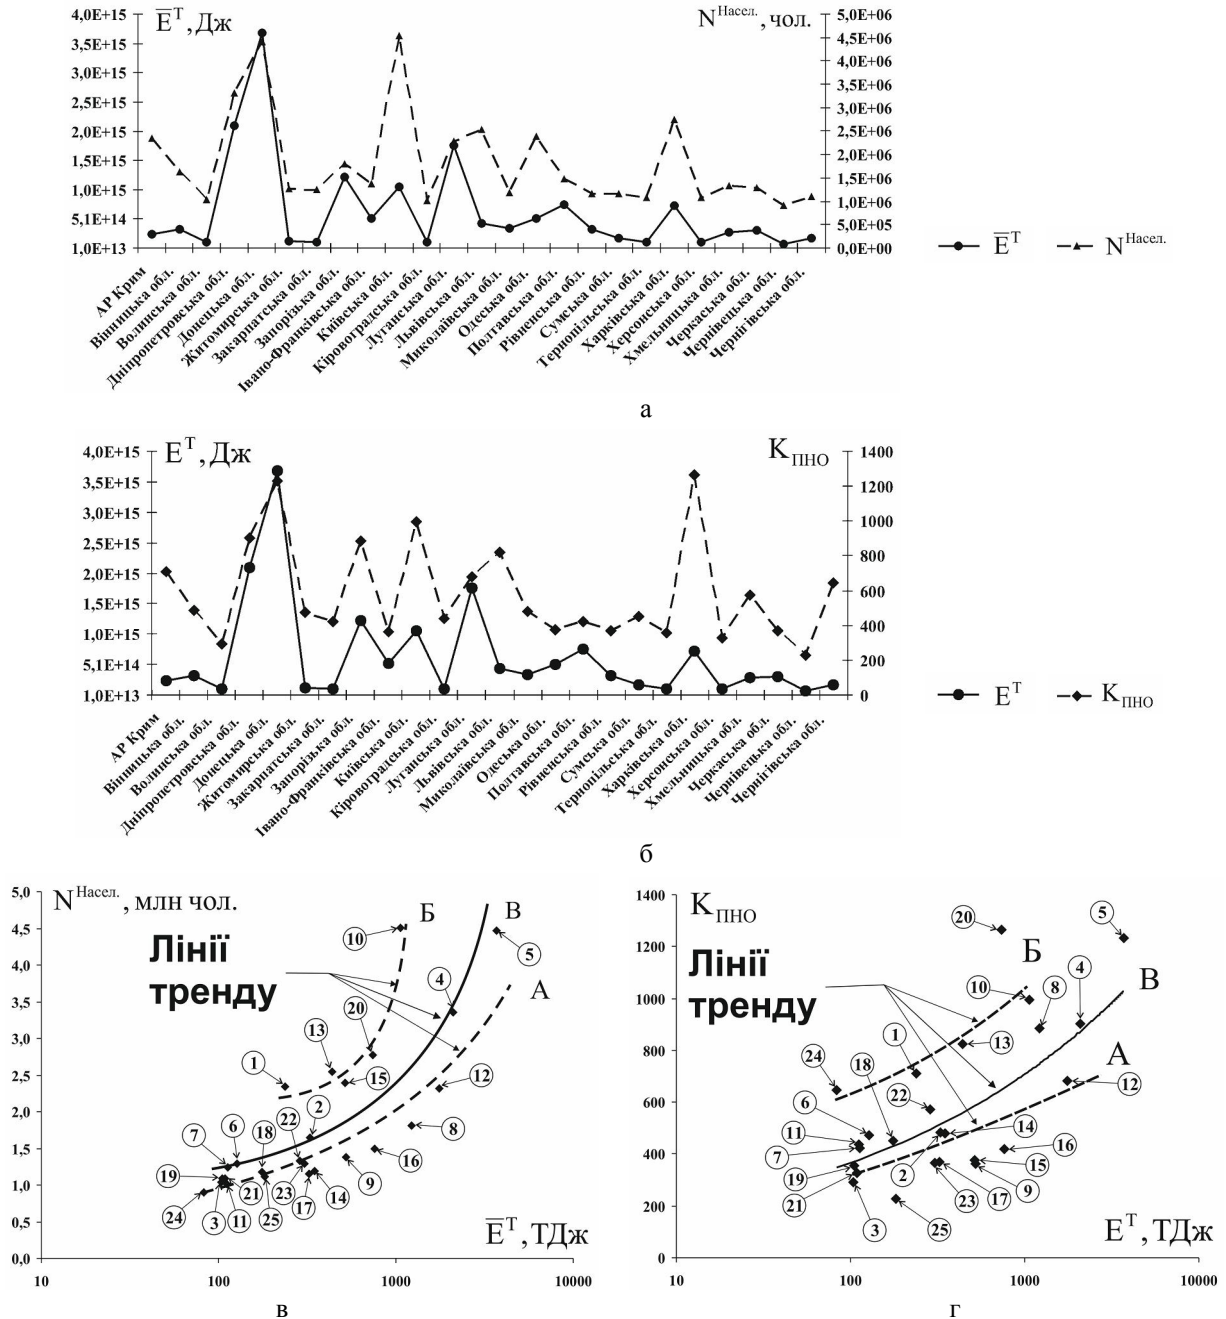 E̅ᵀ, Дж
Nᴴᵃᶜᵉᴫ·, чол.
4,0E+15
3,5E+15
3,0E+15
2,5E+15
2,0E+15
1,5E+15
1,0E+15
5,1E+14
1,0E+13
5,0E+06
4,5E+06
4,0E+06
3,5E+06
3,0E+06
2,5E+06
2,0E+06
1,5E+06
1,0E+06
5,0E+05
0,0E+00
E̅ᵀ
N Насел.
АР Крим
Вінницька обл.
Волинська обл.
Дніпропетровська обл.
Донецька обл.
Житомирська обл.
Закарпатська обл.
Запорізька обл.
Івано-Франківська обл.
Київська обл.
Кіровоградська обл.
Луганська обл.
Львівська обл.
Миколаївська обл.
Одеська обл.
Полтавська обл.
Рівненська обл.
Сумська обл.
Тернопільська обл.
Харківська обл.
Херсонська обл.
Хмельницька обл.
Черкаська обл.
Чернівецька обл.
Чернігівська обл.
а
Eᵀ, Дж
K ПНО
4,0E+15
3,5E+15
3,0E+15
2,5E+15
2,0E+15
1,5E+15
1,0E+15
5,1E+14
1,0E+13
1400
1200
1000
800
600
400
200
0
Eᵀ
K ПНО
АР Крим
Вінницька обл.
Волинська обл.
Дніпропетровська обл.
Донецька обл.
Житомирська обл.
Закарпатська обл.
Запорізька обл.
Івано-Франківська обл.
Київська обл.
Кіровоградська обл.
Луганська обл.
Львівська обл.
Миколаївська обл.
Одеська обл.
Полтавська обл.
Рівненська обл.
Сумська обл.
Тернопільська обл.
Харківська обл.
Херсонська обл.
Хмельницька обл.
Черкаська обл.
Чернівецька обл.
Чернігівська обл.
б
N Насел., млн чол.
Лінії
тренду
5,0
4,5
4,0
3,5
3,0
2,5
2,0
1,5
1,0
0,5
0,0
Б
В
А
10
5
4
20
13
1
15
12
22
2
8
7
6
18
16
19
24
3
11
21
25
23
17
14
9
E̅ᵀ, ТДж
10
100
1000
10000
в
K ПНО
Лінії
тренду
1400
1200
1000
800
600
400
200
0
Б
В
А
20
5
4
10
8
1
13
24
18
22
12
6
11
7
14
16
19
2
15
21
23
17
9
3
25
Eᵀ, ТДж
10
100
1000
10000
г